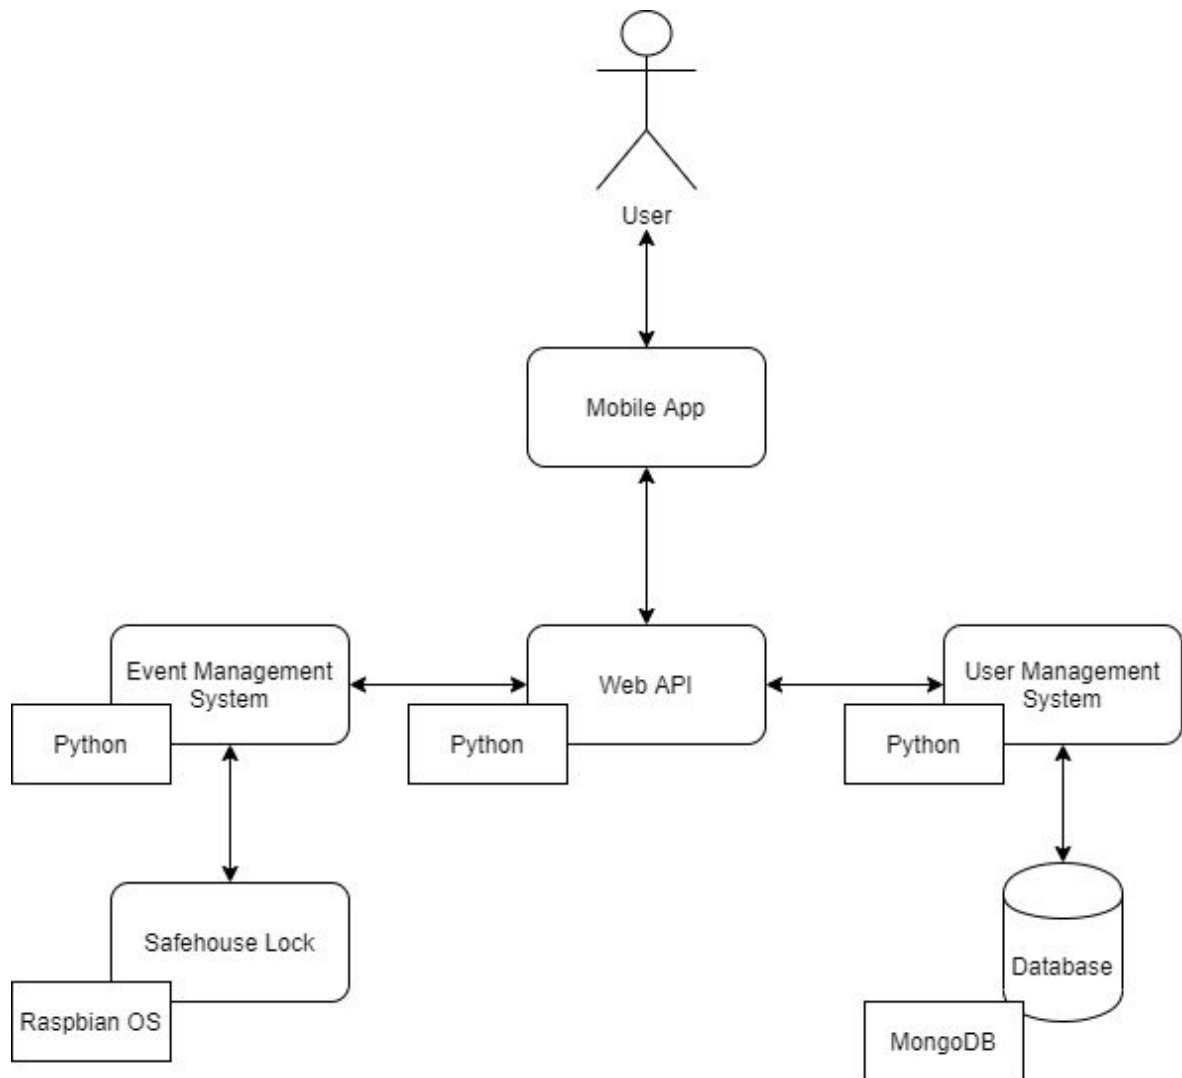 User
Mobile App
Event Management
System
Web API
User Management
System
Python
Python
Python
Safehouse Lock
Database
Raspbian OS
MongoDB